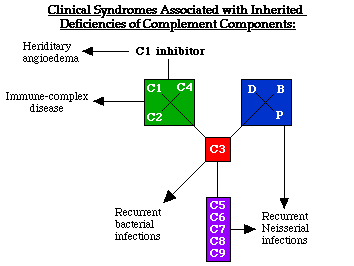 Clinical Syndromes Associated with Inherited
Deficiencies of Complement Components:
Heriditary
angioedema
C1 inhibitor
C1 C4
C2
D B
P
Immune-complex
disease
C3
Recurrent
bacterial
infections
C5
C6
C7
C8
C9
Recurrent
Neisserial
infections